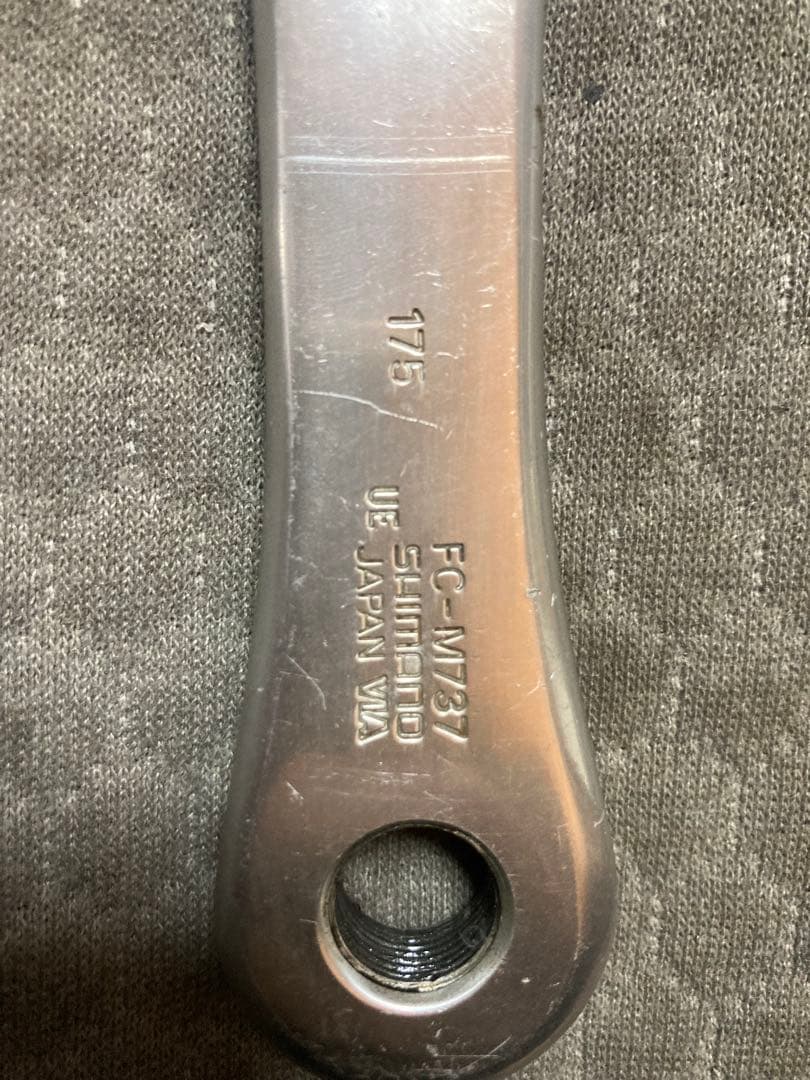 175
FC-M737
SHIMANO
JAPAN VIA
UE